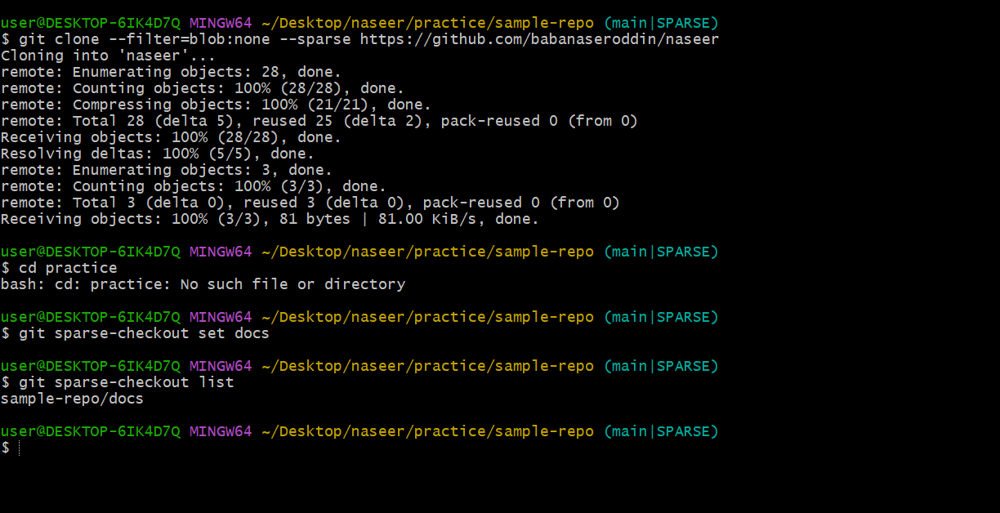 user@DESKTOP-6IK4D7Q MINGW64 ~/Desktop/naseer/practice/sample-repo (main|SPARSE)
$ git clone --filter=blob:none --sparse https://github.com/babanaseroddin/naseer
Cloning into 'naseer'...
remote: Enumerating objects: 28, done.
remote: Counting objects: 100% (28/28), done.
remote: Compressing objects: 100% (21/21), done.
remote: Total 28 (delta 5), reused 25 (delta 2), pack-reused 0 (from 0)
Receiving objects: 100% (28/28), done.
Resolving deltas: 100% (5/5), done.
remote: Enumerating objects: 3, done.
remote: Counting objects: 100% (3/3), done.
remote: Total 3 (delta 0), reused 3 (delta 0), pack-reused 0 (from 0)
Receiving objects: 100% (3/3), 81 bytes | 81.00 KiB/s, done.
user@DESKTOP-6IK4D7Q MINGW64 ~/Desktop/naseer/practice/sample-repo (main|SPARSE)
$ cd practice
bash: cd: practice: No such file or directory
user@DESKTOP-6IK4D7Q MINGW64 ~/Desktop/naseer/practice/sample-repo (main|SPARSE)
$ git sparse-checkout set docs
user@DESKTOP-6IK4D7Q MINGW64 ~/Desktop/naseer/practice/sample-repo (main|SPARSE)
$ git sparse-checkout list
sample-repo/docs
user@DESKTOP-6IK4D7Q MINGW64 ~/Desktop/naseer/practice/sample-repo (main|SPARSE)
$